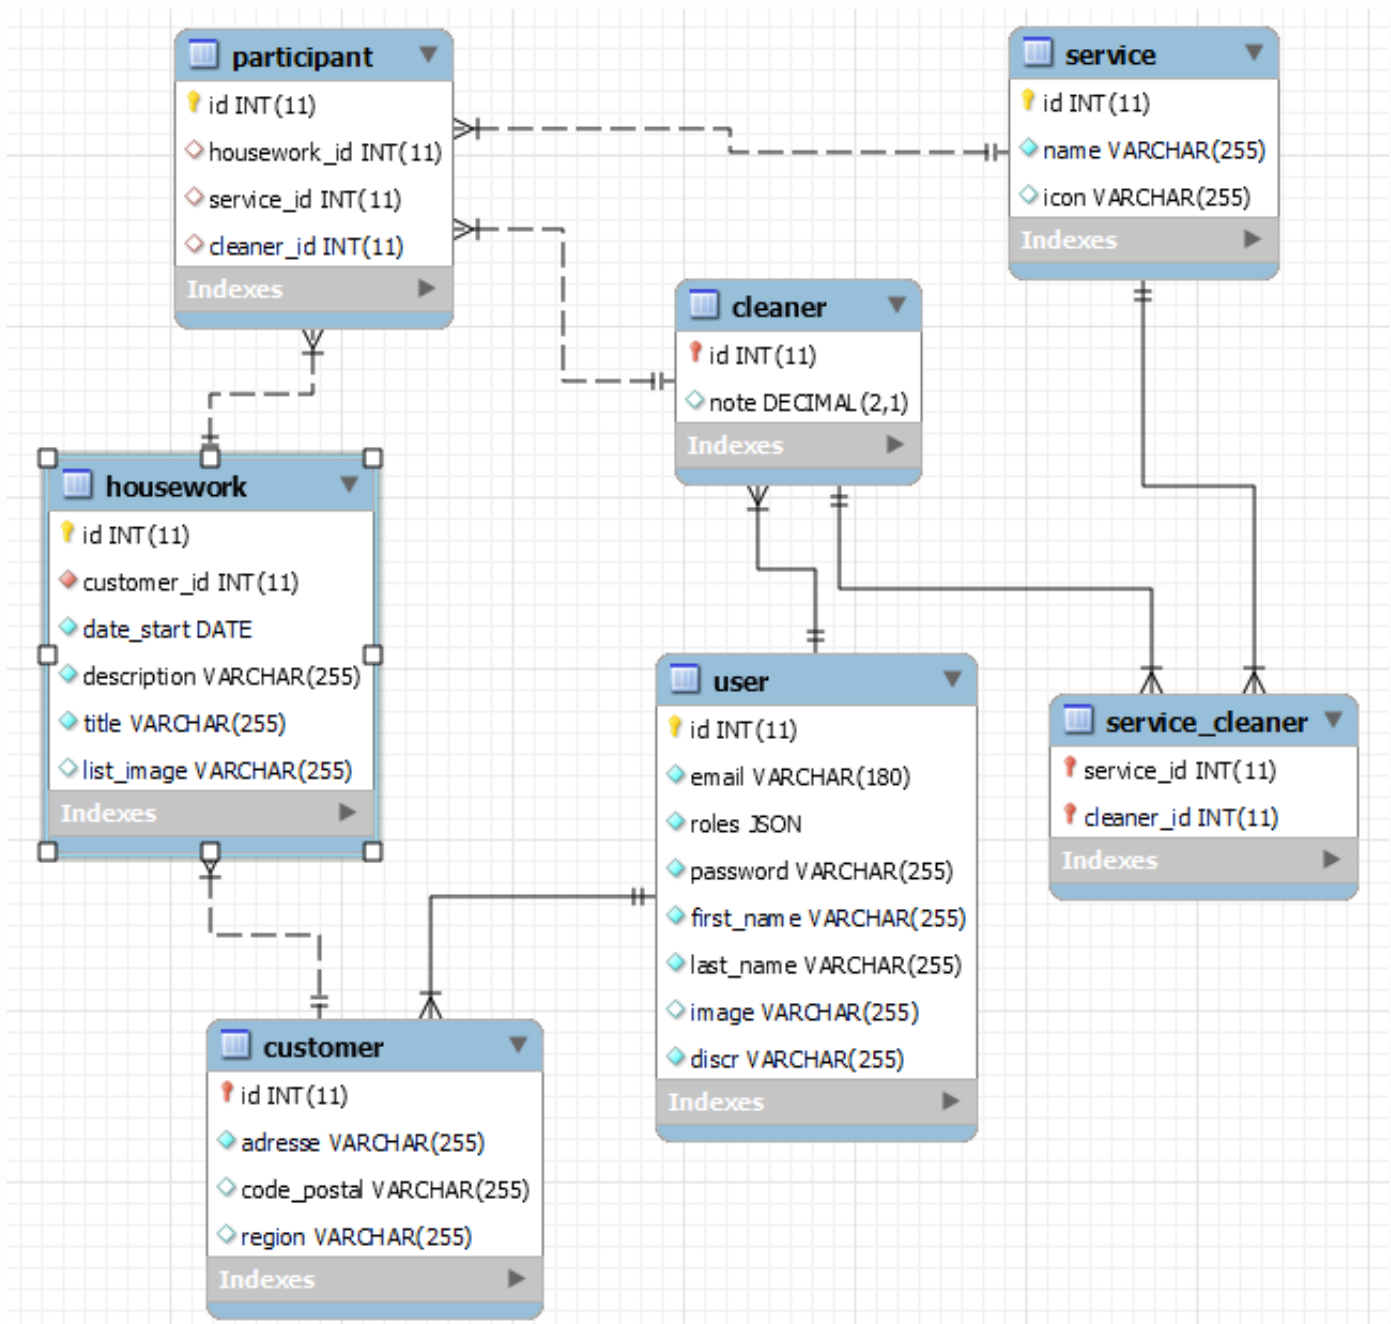 participant
id INT(11)
housework_id INT(11)
service_id INT(11)
cleaner_id INT(11)
Indexes
service
id INT(11)
name VARCHAR(255)
icon VARCHAR(255)
Indexes
cleaner
id INT(11)
note DECIMAL(2,1)
Indexes
housework
id INT(11)
customer_id INT(11)
date_start DATE
description VARCHAR(255)
title VARCHAR(255)
list_image VARCHAR(255)
Indexes
user
id INT(11)
email VARCHAR(180)
roles JSON
password VARCHAR(255)
first_name VARCHAR(255)
last_name VARCHAR(255)
image VARCHAR(255)
discr VARCHAR(255)
Indexes
service_cleaner
service_id INT(11)
cleaner_id INT(11)
Indexes
customer
id INT(11)
adresse VARCHAR(255)
code_postal VARCHAR(255)
region VARCHAR(255)
Indexes